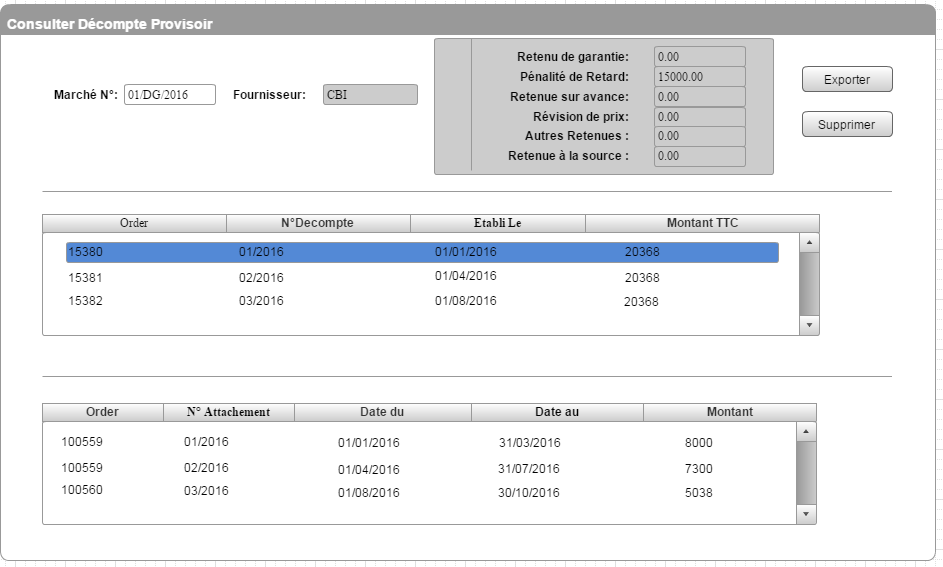 Consulter Décompte Provisoir
Marché N°: 01/DG/2016 Fournisseur: CBI
Retenu de garantie: 0.00
Pénalité de Retard: 15000.00
Retenue sur avance: 0.00
Révision de prix: 0.00
Autres Retenues : 0.00
Retenue à la source : 0.00
Exporter
Supprimer
Order N°Decompte Etabli Le Montant TTC
15380 01/2016 01/01/2016 20368
15381 02/2016 01/04/2016 20368
15382 03/2016 01/08/2016 20368
Order N° Attachement Date du Date au Montant
100559 01/2016 01/01/2016 31/03/2016 8000
100559 02/2016 01/04/2016 31/07/2016 7300
100560 03/2016 01/08/2016 30/10/2016 5038